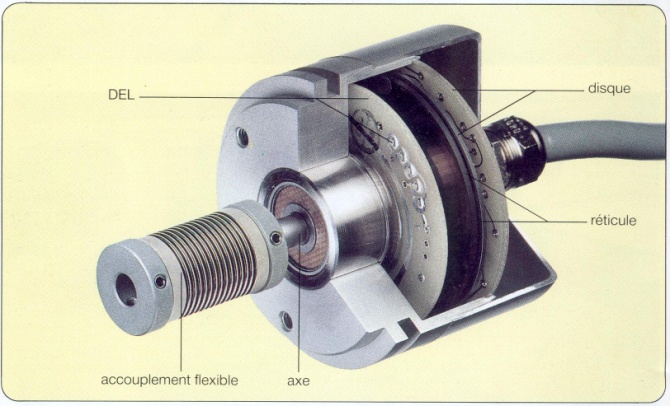 DEL
disque
réticule
accouplement flexible
axe